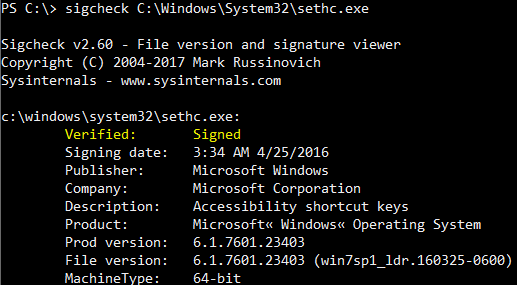 PS C:\> sigcheck C:\Windows\System32\sethc.exe
Sigcheck v2.60 - File version and signature viewer
Copyright (C) 2004-2017 Mark Russinovich
Sysinternals - www.sysinternals.com
c:\windows\system32\sethc.exe:
Verified: Signed
Signing date: 3:34 AM 4/25/2016
Publisher: Microsoft Windows
Company: Microsoft Corporation
Description: Accessibility shortcut keys
Product: Microsoft« Windows« Operating System
Prod version: 6.1.7601.23403
File version: 6.1.7601.23403 (win7sp1_ldr.160325-0600)
MachineType: 64-bit